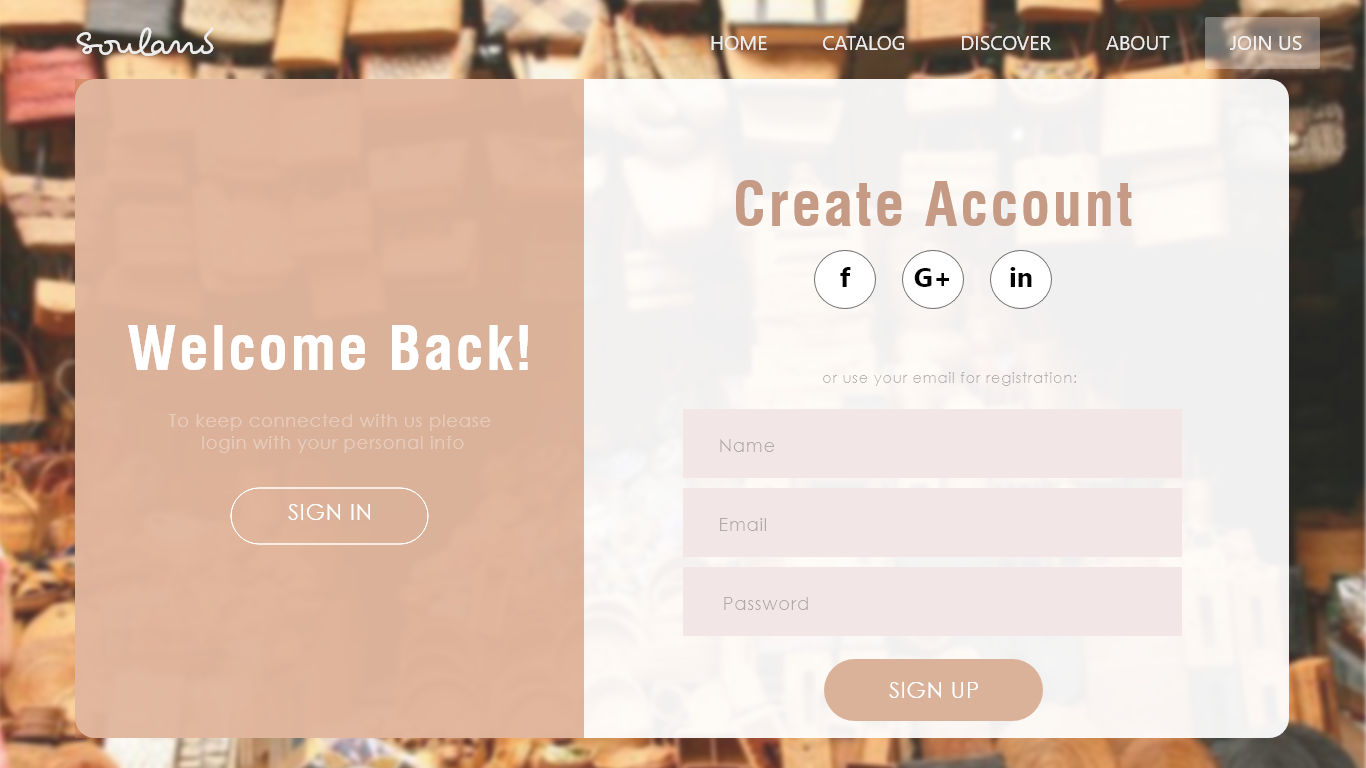 souland
HOME CATALOG DISCOVER ABOUT JOIN US
Create Account
f G+ in
Welcome Back!
or use your email for registration:
To keep connected with us please
login with your personal info
Name
SIGN IN
Email
Password
SIGN UP